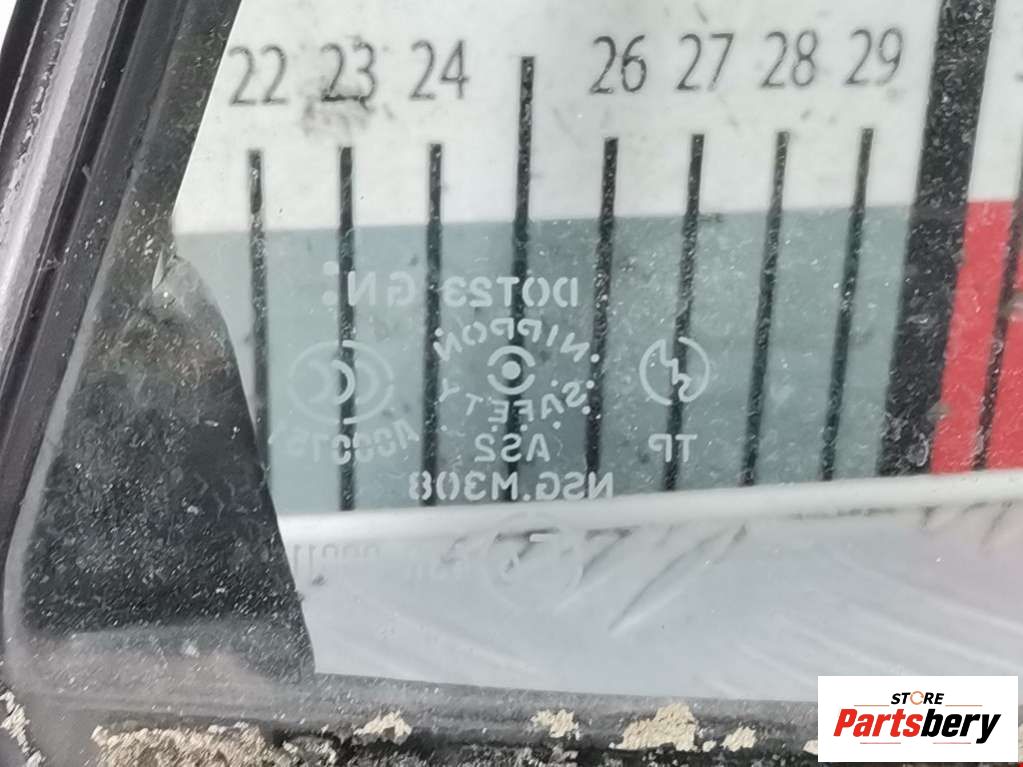 22 23 24 26 27 28 29
DOT23 GN:
NIPPON
SAFETY
AS2
TP
NSG.M308
STORE
Partsbery